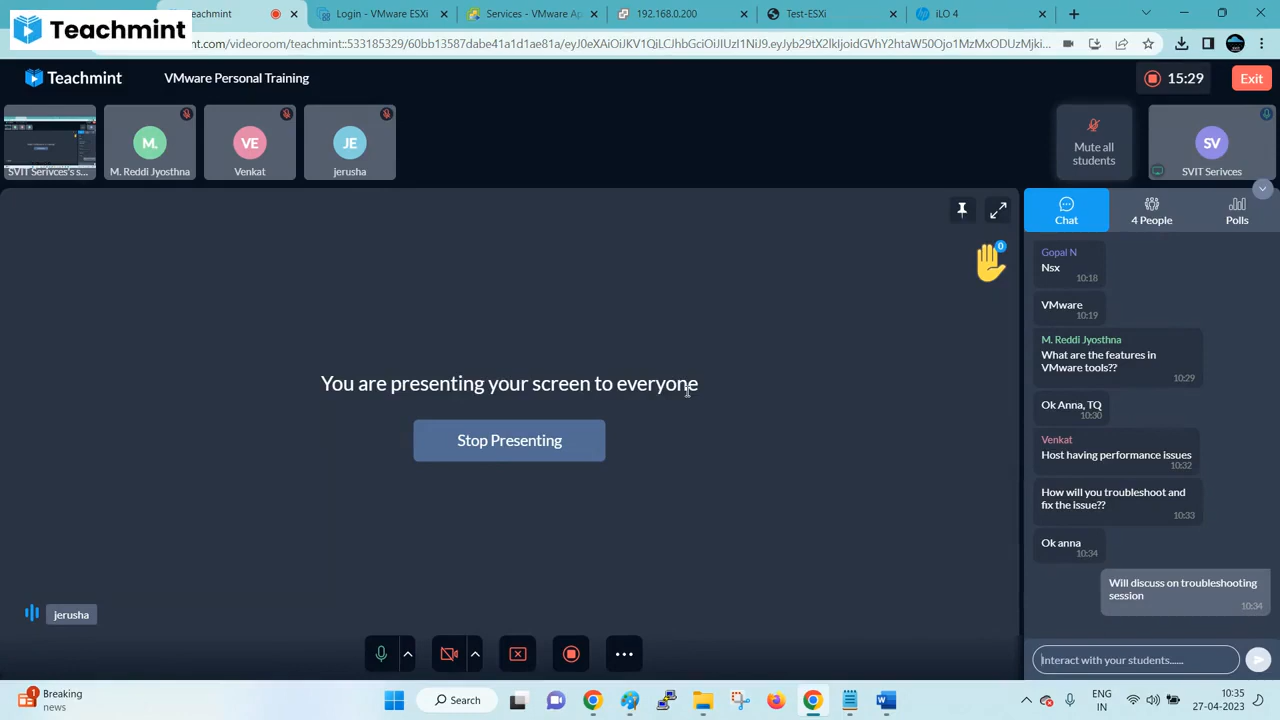 Teachmint
achmint
Login - VMware ESXi
Services - VMware Ap
192.168.0.200
Test-ESXi
iLO 4
nt.com/videoroom/teachmint::533185329/60bb13587dabe41a1d1ae81a/
Teachmint
VMware Personal Training
15:29
Exit
SVIT Serivces's s...
M.
M. Reddi Jyosthna
VE
Venkat
JE
jerusha
Mute all
students
SV
SVIT Serivces
Chat
4 People
Polls
0
Gopal N
Nsx
10:18
VMware
10:19
M. Reddi Jyosthna
What are the features in
VMware tools??
10:29
Ok Anna, TQ
10:30
Venkat
Host having performance issues
10:32
How will you troubleshoot and
fix the issue??
10:33
Ok anna
10:34
Will discuss on troubleshooting
session
10:34
You are presenting your screen to everyone
Stop Presenting
jerusha
Interact with your students......
1
Breaking
news
Search
ENG
IN
10:35
27-04-2023